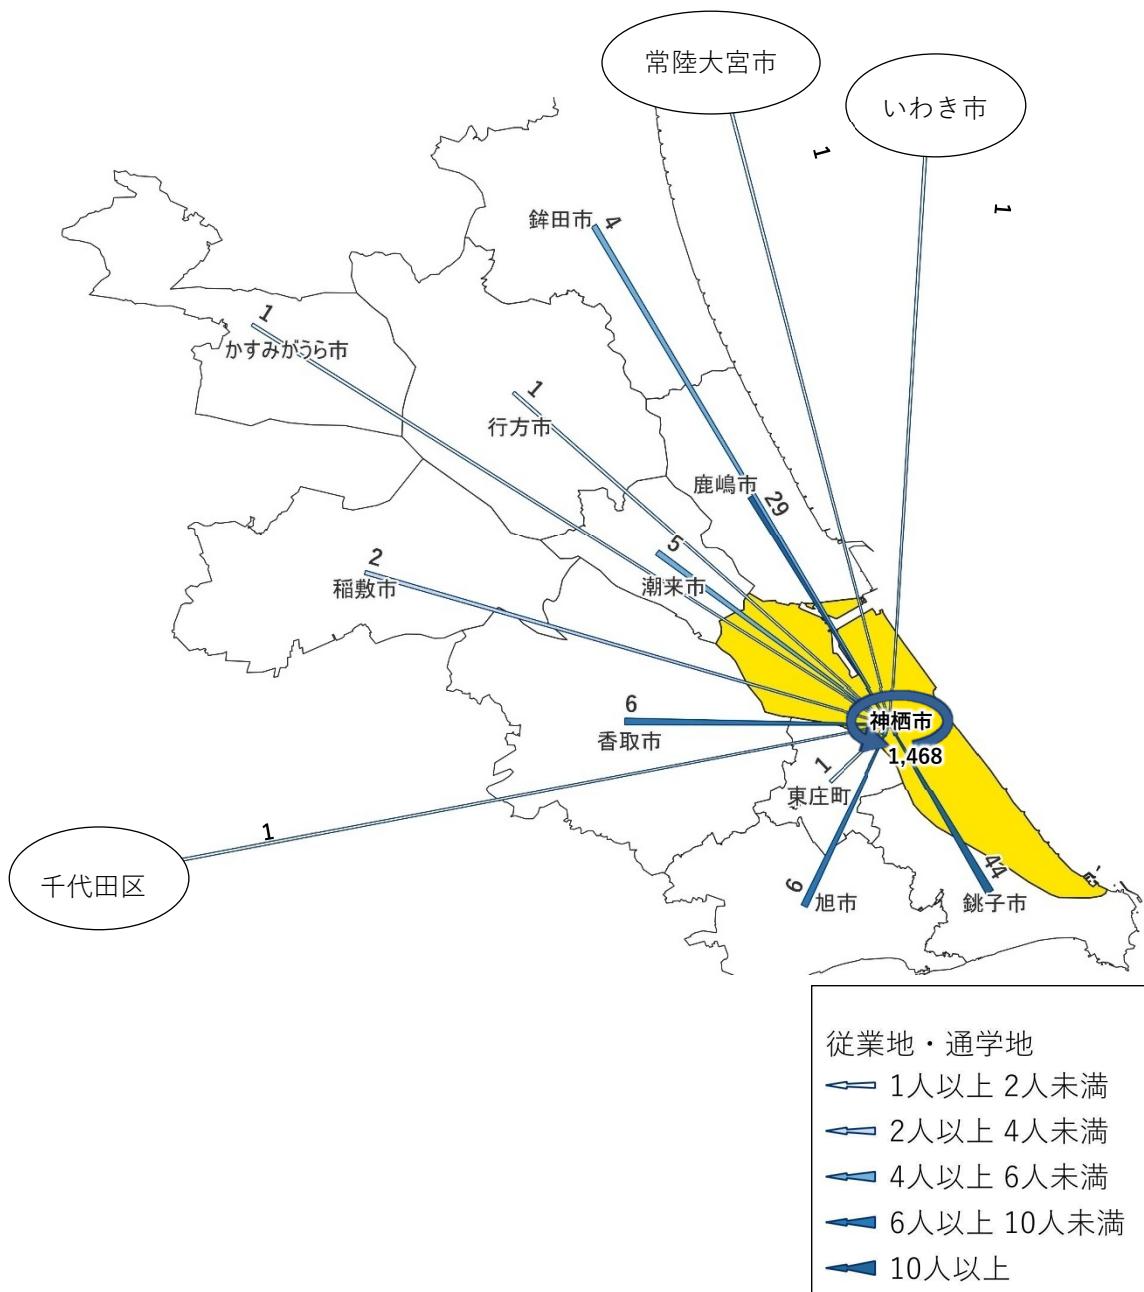 常陸大宮市
いわき市
1
1
鉾田市
4
1
かすみがうら市
1
行方市
鹿嶋市
29
5
潮来市
2
稲敷市
6
香取市
神栖市
1,468
1
東庄町
1
千代田区
6
旭市
44
銚子市
従業地・通学地
1人以上 2人未満
2人以上 4人未満
4人以上 6人未満
6人以上 10人未満
10人以上